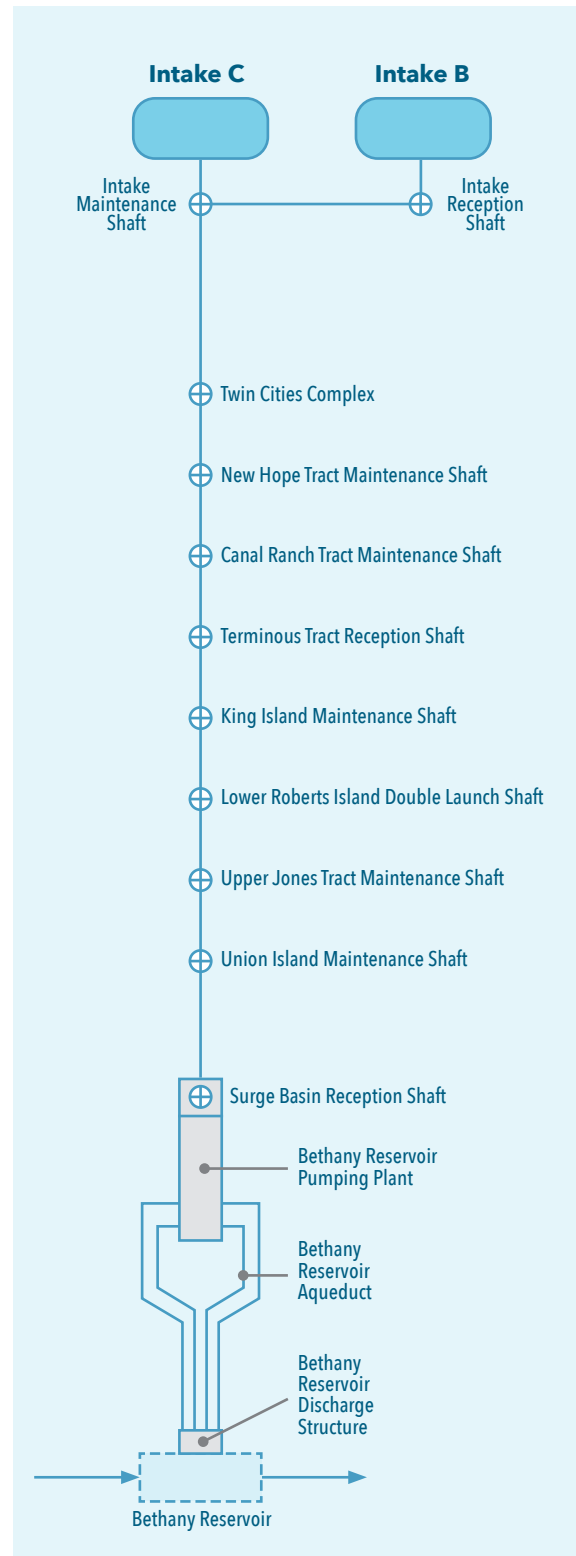 Intake C
Intake B
Intake
Maintenance
Shaft
Intake
Reception
Shaft
Twin Cities Complex
New Hope Tract Maintenance Shaft
Canal Ranch Tract Maintenance Shaft
Terminous Tract Reception Shaft
King Island Maintenance Shaft
Lower Roberts Island Double Launch Shaft
Upper Jones Tract Maintenance Shaft
Union Island Maintenance Shaft
Surge Basin Reception Shaft
Bethany Reservoir
Pumping Plant
Bethany
Reservoir
Aqueduct
Bethany
Reservoir
Discharge
Structure
Bethany Reservoir